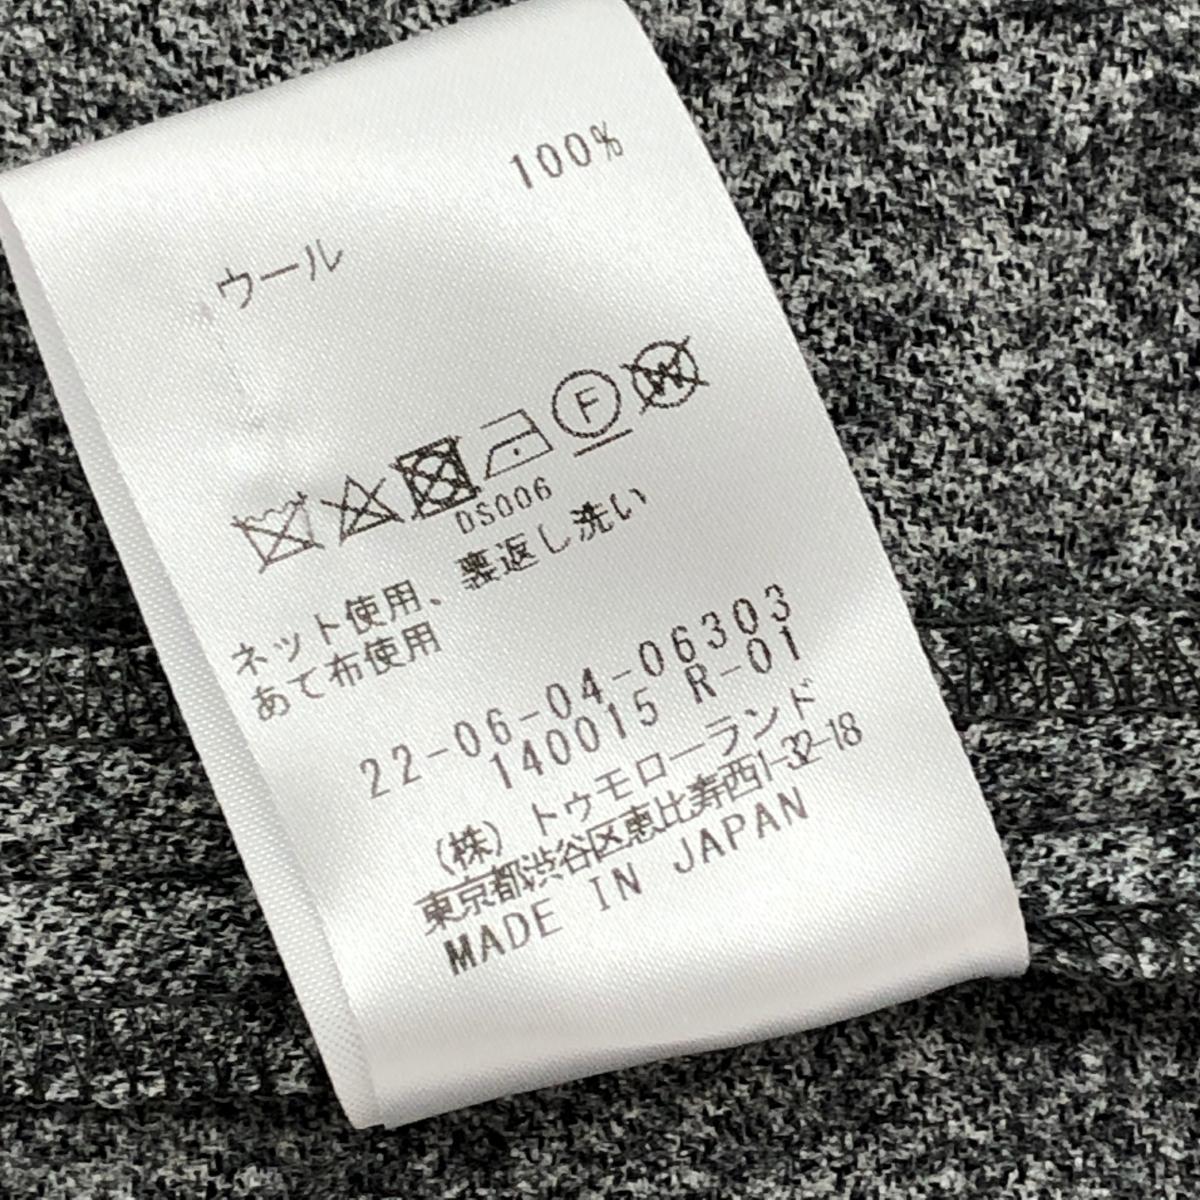 100%
ウール
F W
DS006
ネット使用、裏返し洗い
あて布使用
22-06-04-06303
140015 R-01
(株)トゥモローランド
東京都渋谷区恵比寿西1-32-18
MADE IN JAPAN